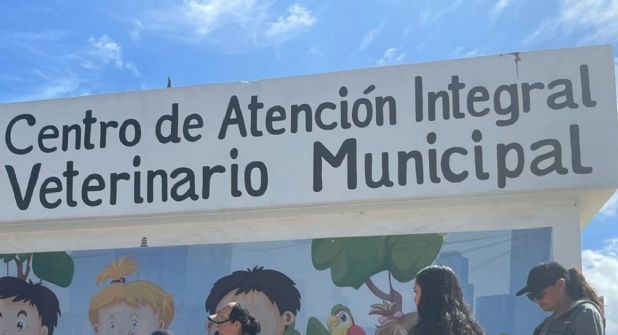 Centro de Atención Integral
Veterinario Municipal